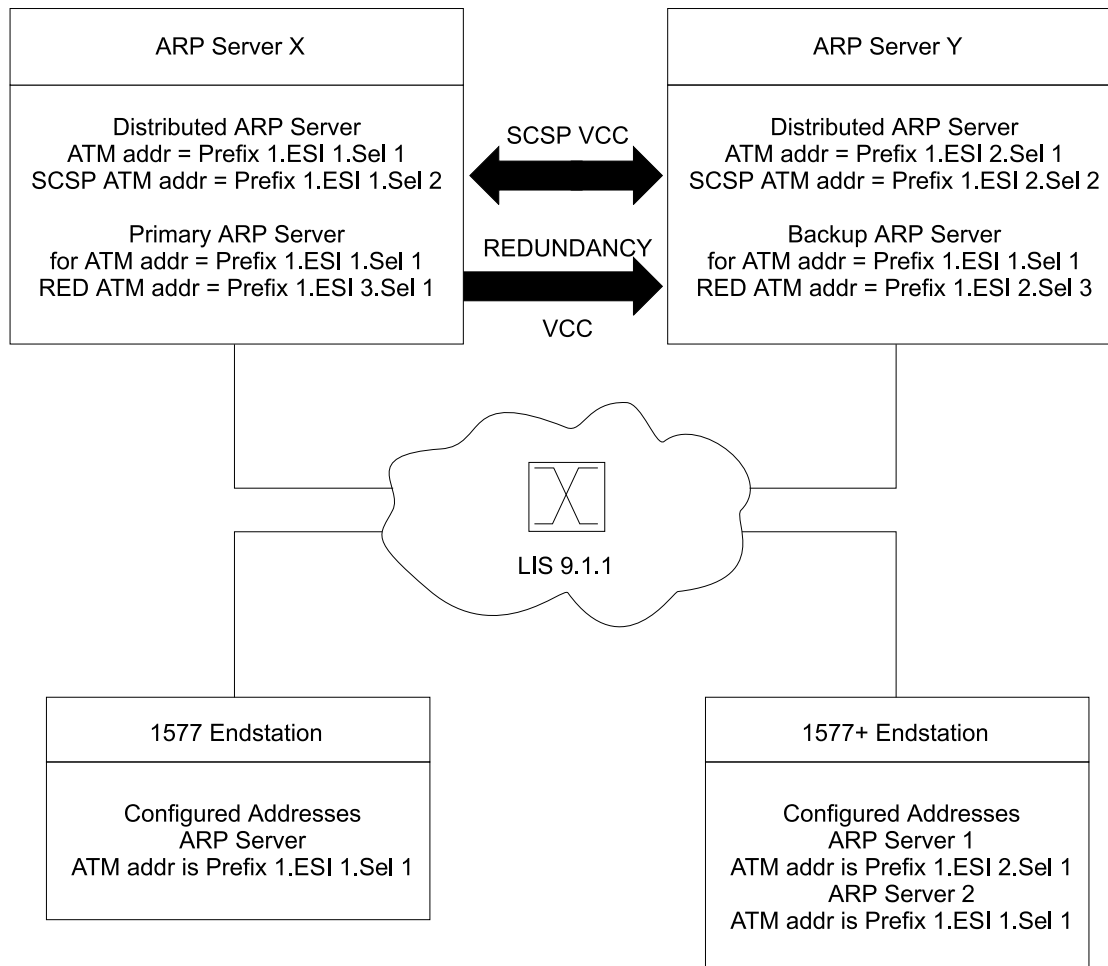 ARP Server X
Distributed ARP Server
ATM addr = Prefix 1.ESI 1.Sel 1
SCSP ATM addr = Prefix 1.ESI 1.Sel 2
Primary ARP Server
for ATM addr = Prefix 1.ESI 1.Sel 1
RED ATM addr = Prefix 1.ESI 3.Sel 1
SCSP VCC
REDUNDANCY
VCC
ARP Server Y
Distributed ARP Server
ATM addr = Prefix 1.ESI 2.Sel 1
SCSP ATM addr = Prefix 1.ESI 2.Sel 2
Backup ARP Server
for ATM addr = Prefix 1.ESI 1.Sel 1
RED ATM addr = Prefix 1.ESI 2.Sel 3
LIS 9.1.1
1577 Endstation
Configured Addresses
ARP Server
ATM addr is Prefix 1.ESI 1.Sel 1
1577+ Endstation
Configured Addresses
ARP Server 1
ATM addr is Prefix 1.ESI 2.Sel 1
ARP Server 2
ATM addr is Prefix 1.ESI 1.Sel 1